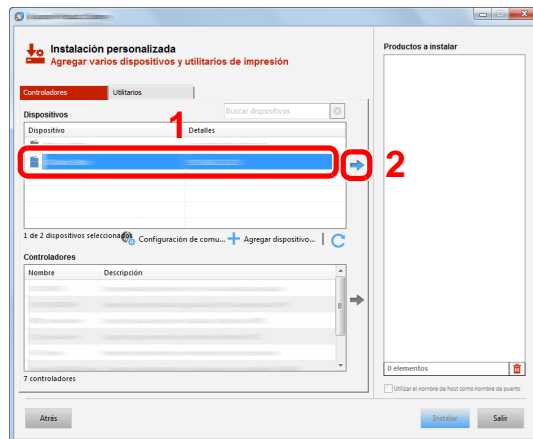 Instalación personalizada
Agregar varios dispositivos y utilitarios de impresión
Productos a instalar
Controladores
Utilitarios
1
Dispositivos
Buscar dispositivos
Dispositivo
Detalles
2
1 de 2 dispositivos seleccionados
Configuración de comu...
Agregar dispositivo...
Controladores
Nombre
Descripción
7 controladores
0 elementos
Utilizar el nombre de host como nombre de puerto
Atrás
Instalar
Salir